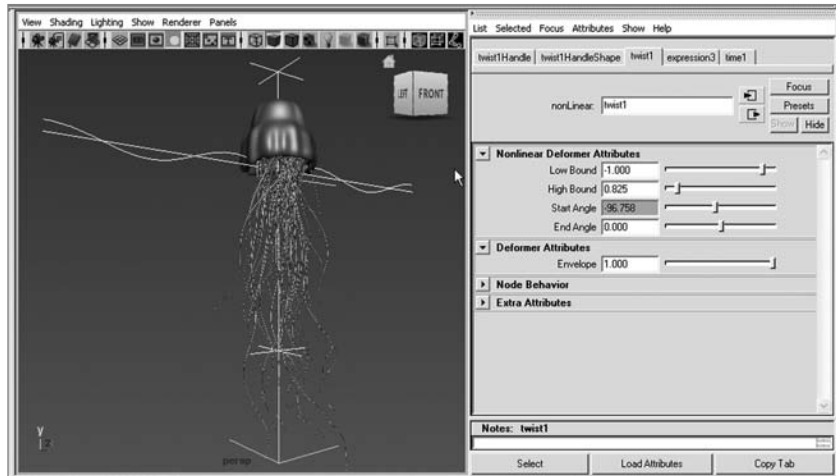 View Shading Lighting Show Renderer Panels
LEFT FRONT
y
z
persp
List Selected Focus Attributes Show Help
twist1Handle twist1HandleShape twist1 expression3 time1
nonLinear: twist1
Focus
Presets
Show Hide
Nonlinear Deformer Attributes
Low Bound -1.000
High Bound 0.825
Start Angle -96.758
End Angle 0.000
Deformer Attributes
Envelope 1.000
Node Behavior
Extra Attributes
Notes: twist1
Select Load Attributes Copy Tab